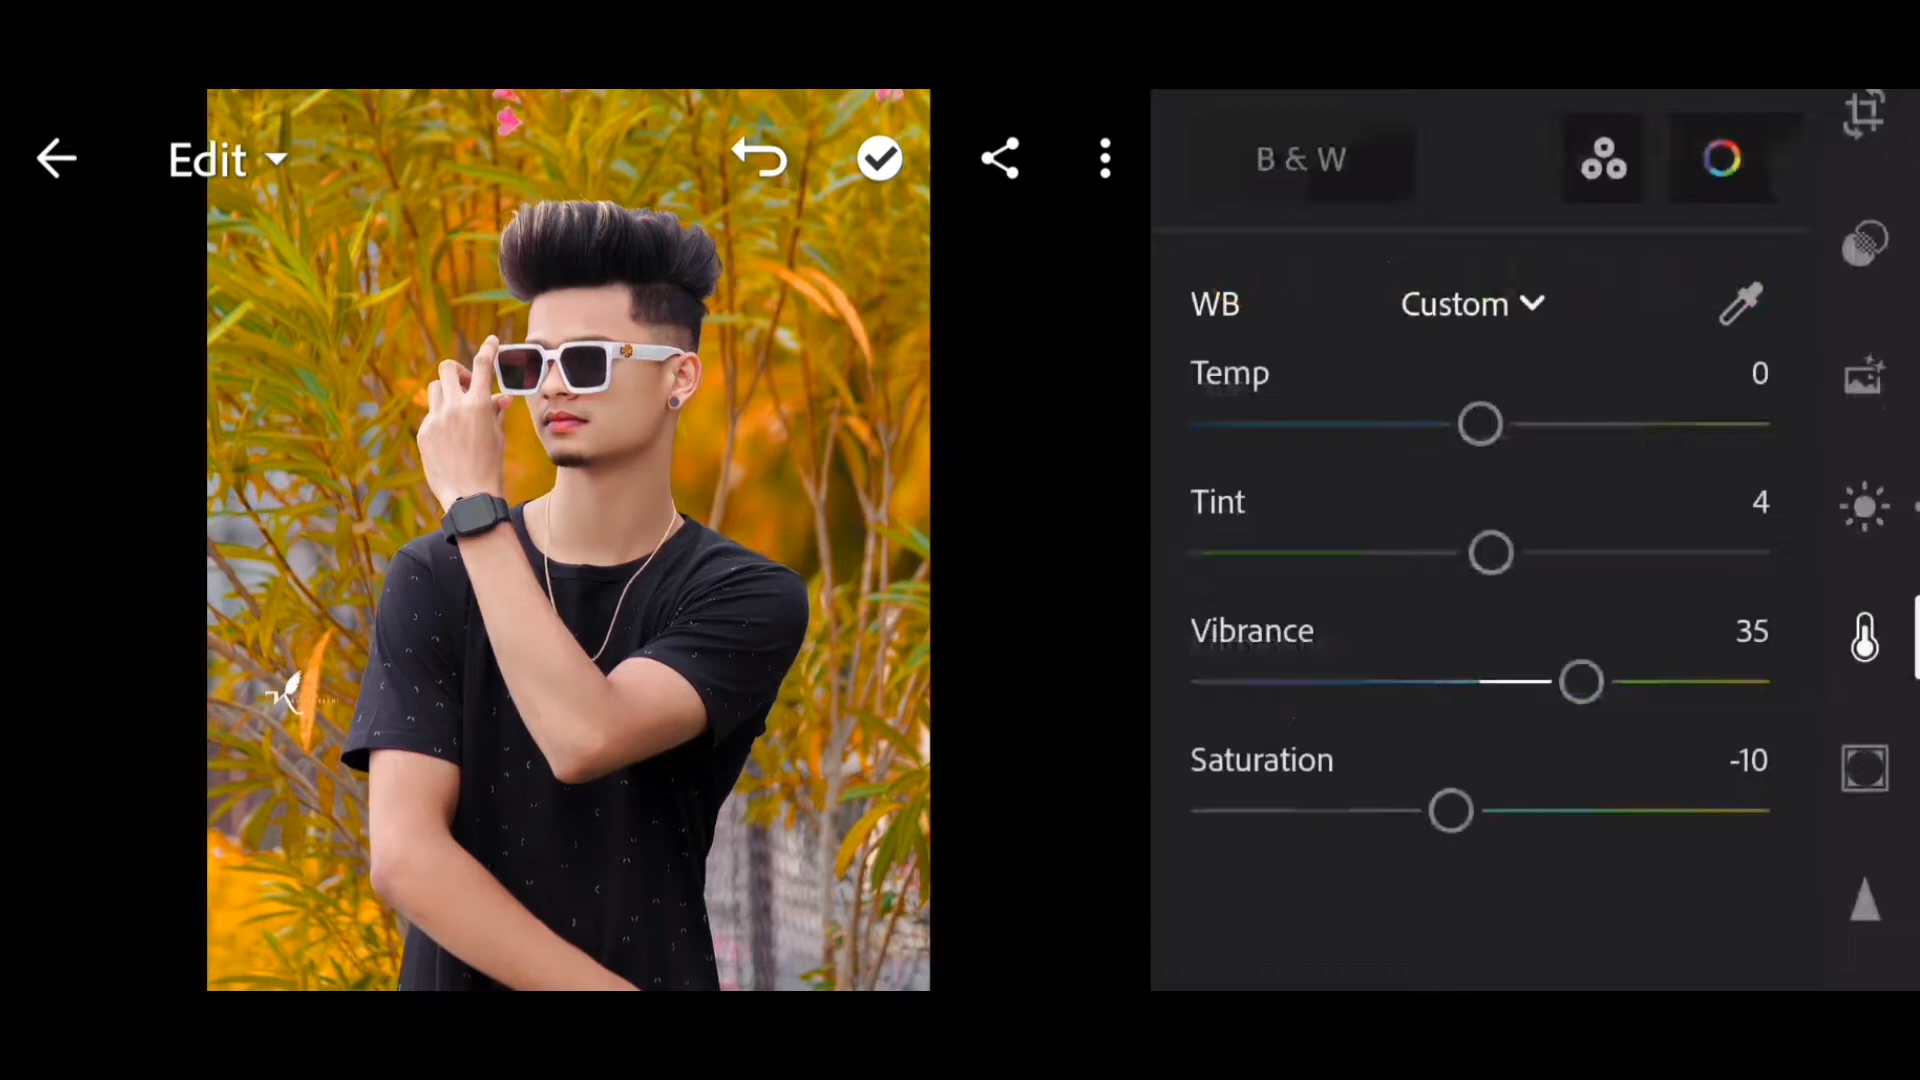 Edit
B & W
WB Custom
Temp 0
Tint 4
Vibrance 35
Saturation -10